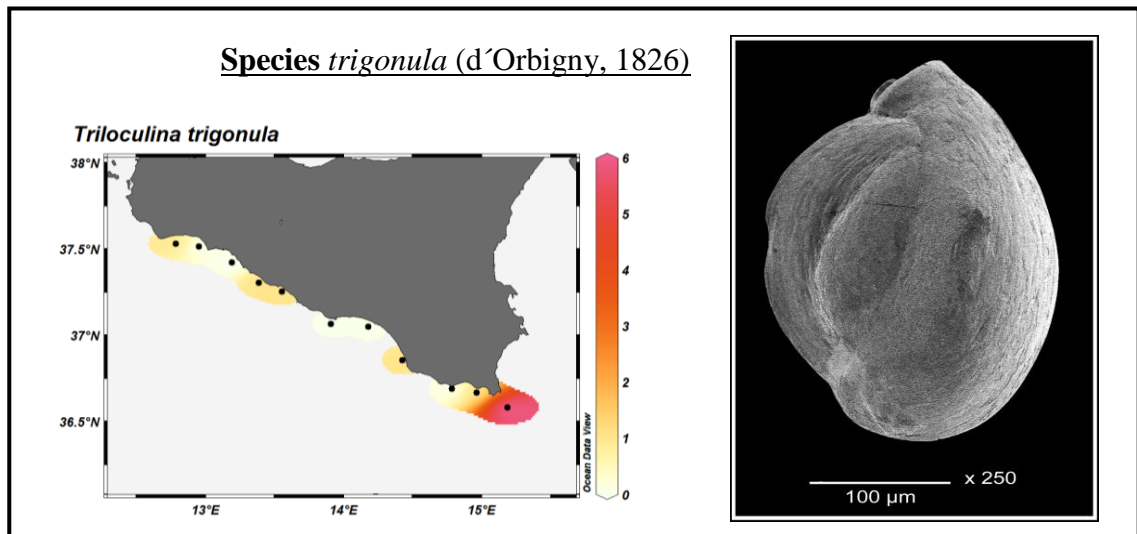 Species trigonula (d´Orbigny, 1826)
Triloculina trigonula
38°N
37.5°N
37°N
36.5°N
13°E
14°E
15°E
6
5
4
3
2
1
0
Ocean Data View
x 250
100 µm